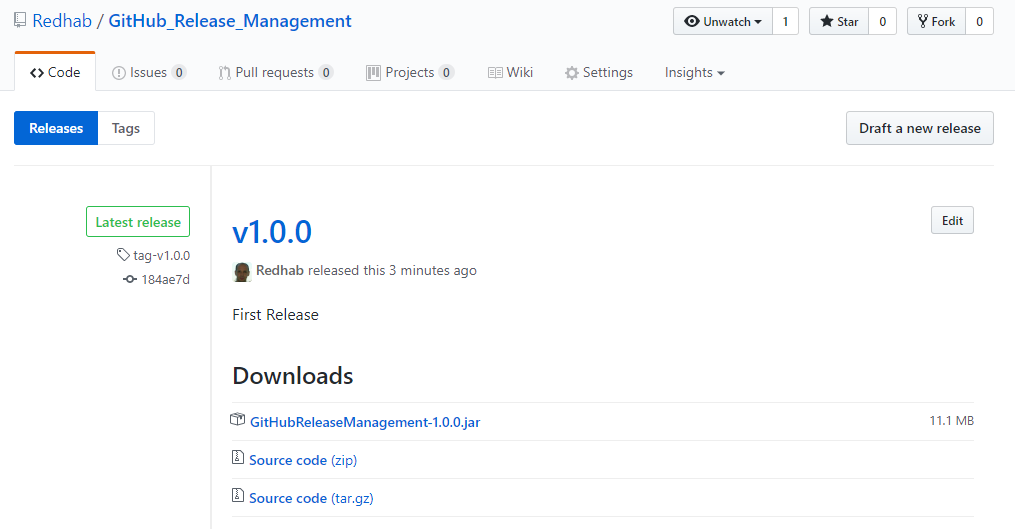 Redhab / GitHub_Release_Management Unwatch 1 Star 0 Fork 0
Code Issues 0 Pull requests 0 Projects 0 Wiki Settings Insights
Releases Tags Draft a new release
Latest release
tag-v1.0.0
184ae7d
v1.0.0 Edit
Redhab released this 3 minutes ago
First Release
Downloads
GitHubReleaseManagement-1.0.0.jar 11.1 MB
Source code (zip)
Source code (tar.gz)